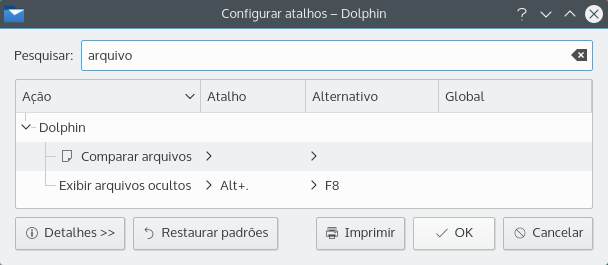 Configurar atalhos – Dolphin
Pesquisar: arquivo
Ação Atalho Alternativo Global
Dolphin
Comparar arquivos
Exibir arquivos ocultos Alt+. F8
Detalhes >> Restaurar padrões Imprimir OK Cancelar